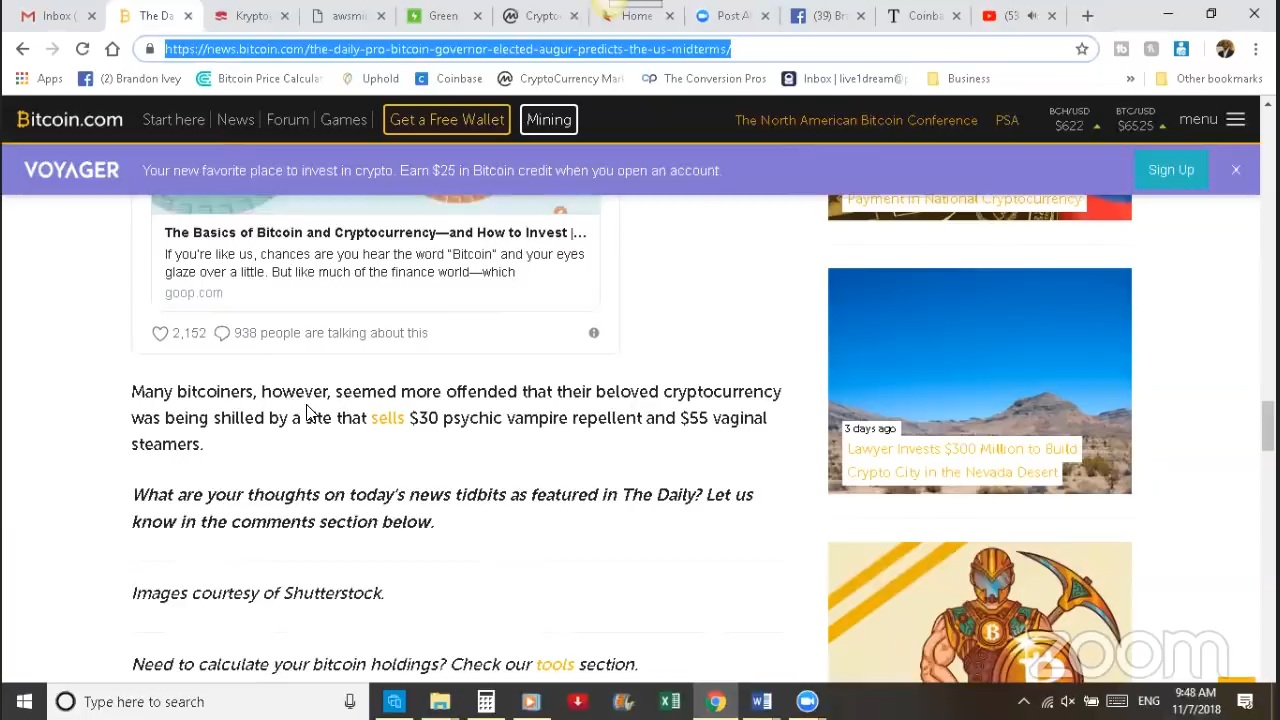 Inbox (
The Da
Krypto
awsmi
Green
Crypto
Home
Post A
(39) B
Coinba
(53
https://news.bitcoin.com/the-daily-pro-bitcoin-governor-elected-augur-predicts-the-us-midterms/
Apps
(2) Brandon Ivey
Bitcoin Price Calcula
Uphold
Coinbase
CryptoCurrency Mar
The Conversion Pros
Inbox | live1dream@
Business
Other bookmarks
Bitcoin.com
Start here | News | Forum | Games |
Get a Free Wallet
Mining
The North American Bitcoin Conference
PSA
BCH/USD
$622
BTC/USD
$6525
menu
VOYAGER
Your new favorite place to invest in crypto. Earn $25 in Bitcoin credit when you open an account.
Sign Up
Payment in National Cryptocurrency
The Basics of Bitcoin and Cryptocurrency—and How to Invest |...
If you're like us, chances are you hear the word "Bitcoin" and your eyes
glaze over a little. But like much of the finance world—which
goop.com
2,152
938 people are talking about this
Many bitcoiners, however, seemed more offended that their beloved cryptocurrency
was being shilled by a site that sells $30 psychic vampire repellent and $55 vaginal
steamers.
3 days ago
Lawyer Invests $300 Million to Build
Crypto City in the Nevada Desert
What are your thoughts on today's news tidbits as featured in The Daily? Let us
know in the comments section below.
Images courtesy of Shutterstock.
Need to calculate your bitcoin holdings? Check our tools section.
zoom
Type here to search
ENG
9:48 AM
11/7/2018